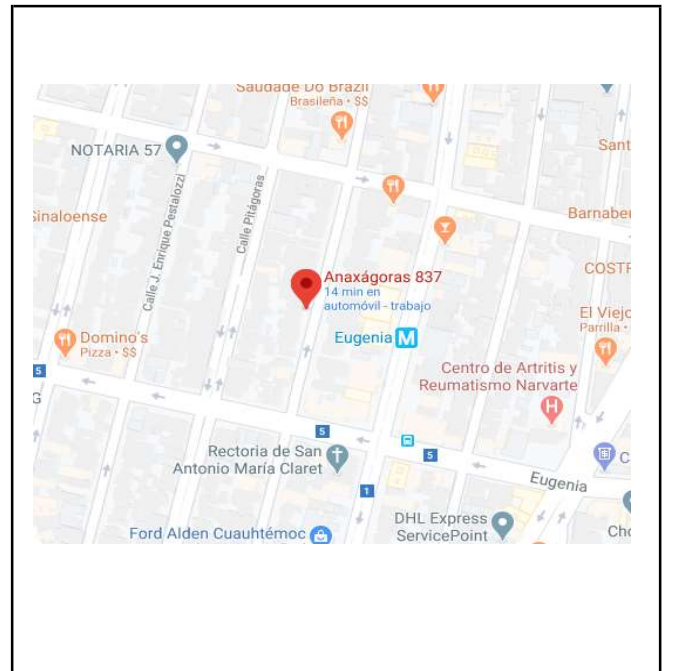 Saudade Do Brazil
Brasileña • $$
NOTARIA 57
Sant
Sinaloense
Calle J. Enrique Pestalozzi
Calle Pitágoras
Barnabe
COSTR
Anaxágoras 837
14 min en
automóvil - trabajo
El Viejo
Parrilla •
Eugenia M
Domino's
Pizza • $$
Centro de Artritis y
Reumatismo Narvarte
5
G
H
5
5
Rectoria de San
Antonio María Claret
C
Eugenia
1
DHL Express
ServicePoint
Ford Alden Cuauhtémoc
Cho